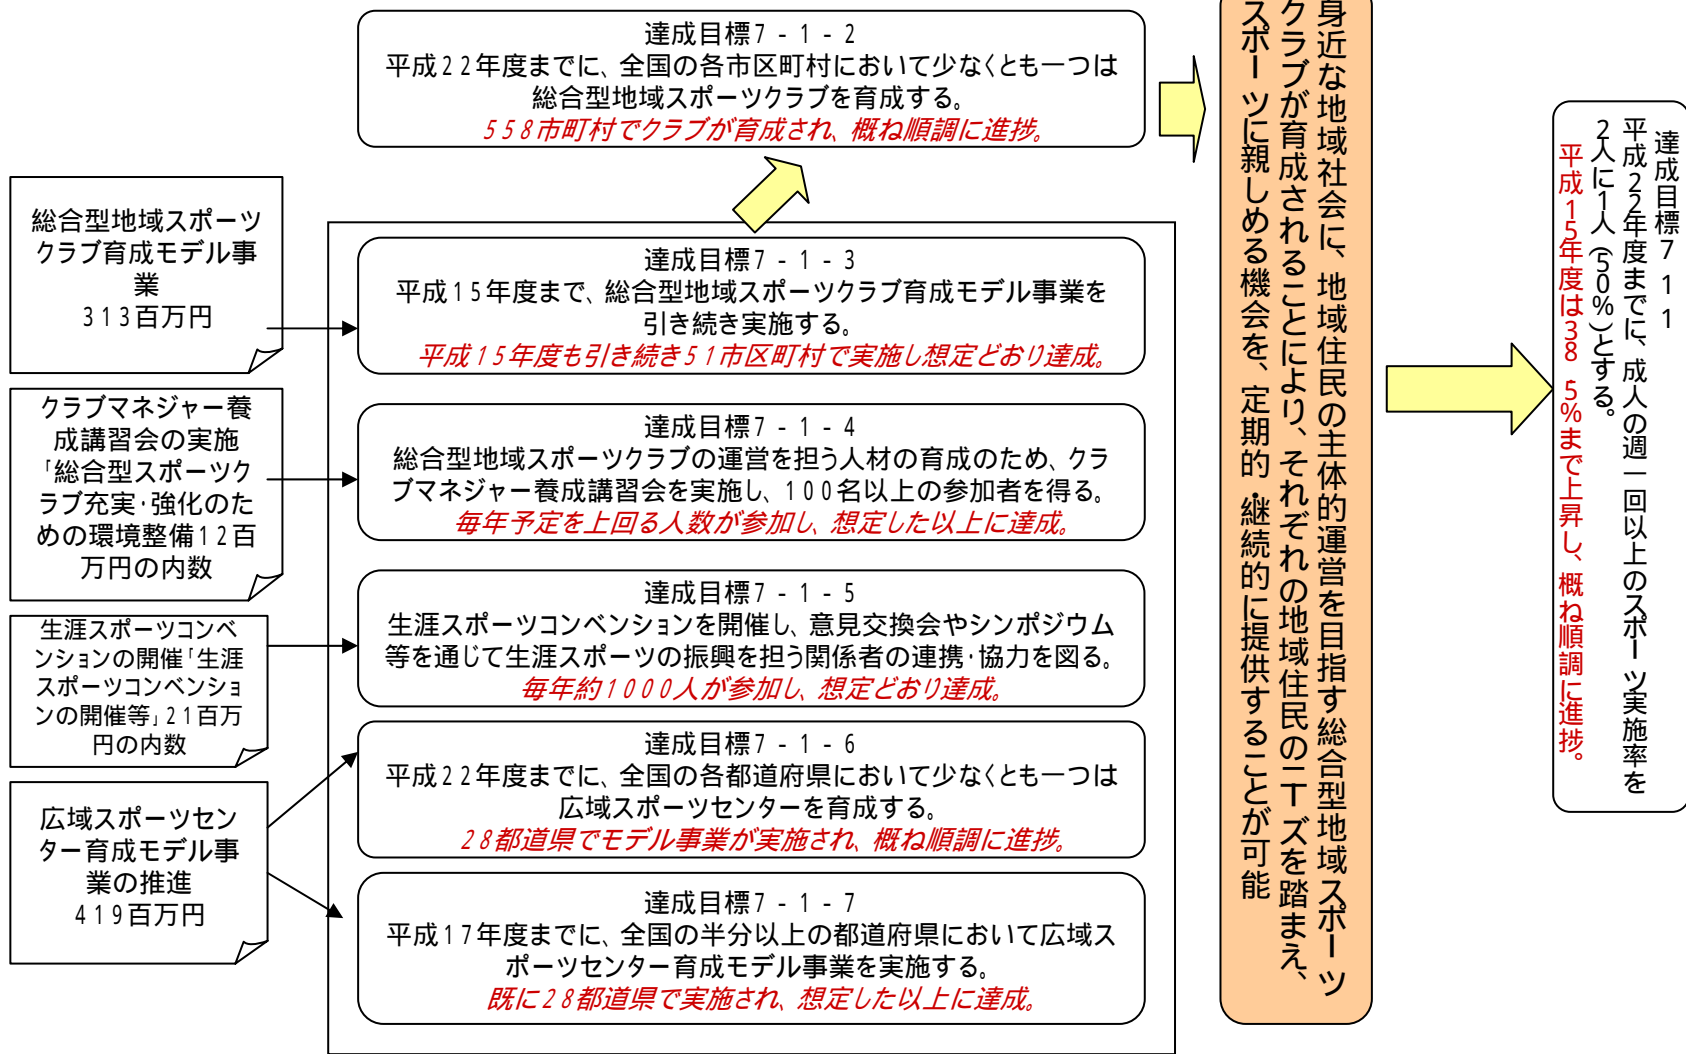 達成目標7-1-2
平成22年度までに、全国の各市区町村において少なくとも一つは
総合型地域スポーツクラブを育成する。
558市町村でクラブが育成され、概ね順調に進捗。
総合型地域スポーツ
クラブ育成モデル事
業
313百万円
クラブマネジャー養
成講習会の実施
「総合型スポーツク
ラブ充実・強化のた
めの環境整備12百
万円の内数
生涯スポーツコンベ
ンションの開催「生涯
スポーツコンベンショ
ンの開催等」21百万
円の内数
広域スポーツセン
ター育成モデル事
業の推進
419百万円
達成目標7-1-3
平成15年度まで、総合型地域スポーツクラブ育成モデル事業を
引き続き実施する。
平成15年度も引き続き51市区町村で実施し想定どおり達成。
達成目標7-1-4
総合型地域スポーツクラブの運営を担う人材の育成のため、クラ
ブマネジャー養成講習会を実施し、100名以上の参加者を得る。
毎年予定を上回る人数が参加し、想定した以上に達成。
達成目標7-1-5
生涯スポーツコンベンションを開催し、意見交換会やシンポジウム
等を通じて生涯スポーツの振興を担う関係者の連携・協力を図る。
毎年約1000人が参加し、想定どおり達成。
達成目標7-1-6
平成22年度までに、全国の各都道府県において少なくとも一つは
広域スポーツセンターを育成する。
28都道県でモデル事業が実施され、概ね順調に進捗。
達成目標7-1-7
平成17年度までに、全国の半分以上の都道府県において広域ス
ポーツセンター育成モデル事業を実施する。
既に28都道県で実施され、想定した以上に達成。
身近な地域社会に、地域住民の主体的運営を目指す総合型地域スポーツ
クラブが育成されることにより、それぞれの地域住民のニーズを踏まえ、
スポーツに親しめる機会を、定期的・継続的に提供することが可能
達成目標7 1 1
平成22年度までに、成人の週一回以上のスポーツ実施率を
2人に1人(50%)とする。
平成15年度は38 5%まで上昇し、概ね順調に進捗。